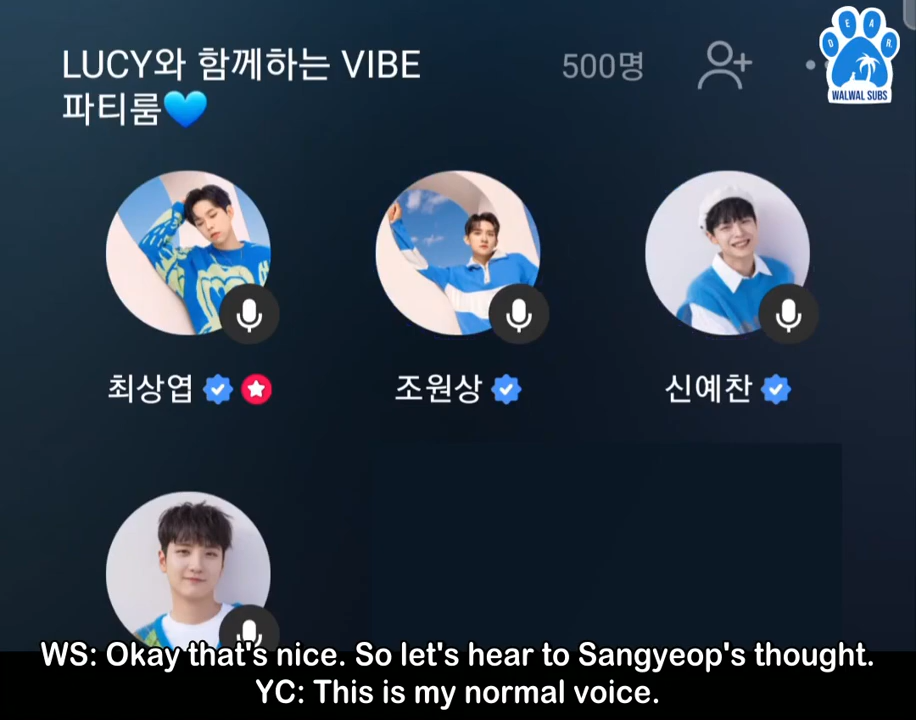 LUCY와 함께하는 VIBE
파티룸💙
500명
DEAR.
WALWAL SUBS
최상엽
조원상
신예찬
WS: Okay that's nice. So let's hear to Sangyeop's thought.
YC: This is my normal voice.